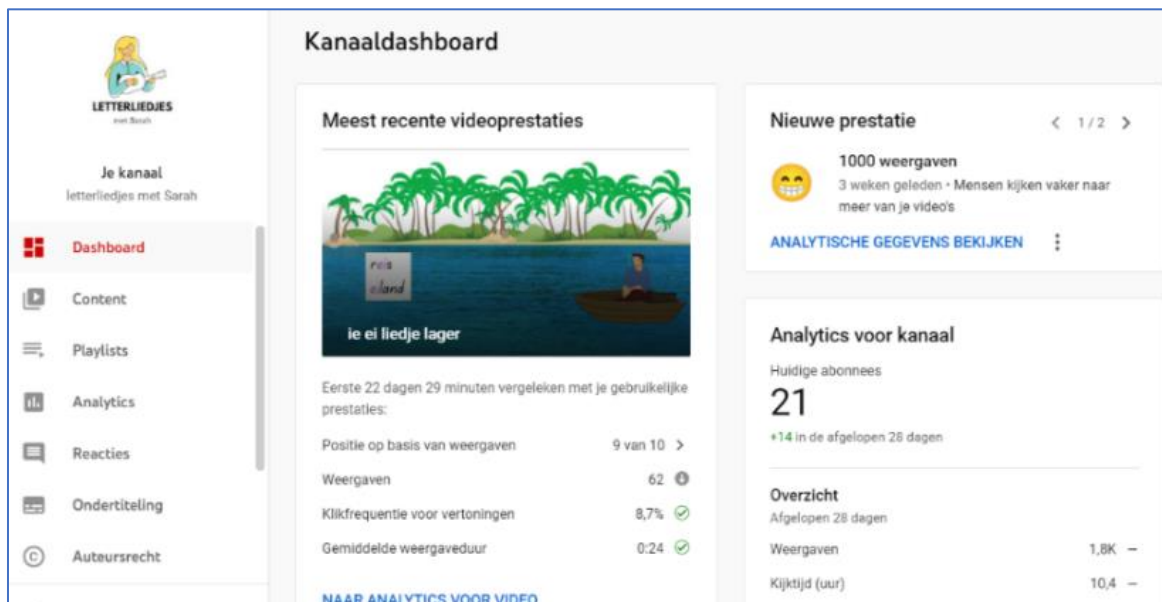 LETTERLIEDJES
met Sarah
Je kanaal
letterliedjes met Sarah
Dashboard
Content
Playlists
Analytics
Reacties
Ondertiteling
Auteursrecht
Kanaaldashboard
Meest recente videoprestaties
reis
eiland
ie ei liedje lager
Eerste 22 dagen 29 minuten vergeleken met je gebruikelijke
prestaties:
Positie op basis van weergaven 9 van 10
Weergaven 62
Klikfrequentie voor vertoningen 8,7%
Gemiddelde weergaveduur 0:24
NAAR ANALYTICS VOOR VIDEO
Nieuwe prestatie 1 / 2
1000 weergaven
3 weken geleden • Mensen kijken vaker naar
meer van je video's
ANALYTISCHE GEGEVENS BEKIJKEN
Analytics voor kanaal
Huidige abonnees
21
+14 in de afgelopen 28 dagen
Overzicht
Afgelopen 28 dagen
Weergaven 1,8K —
Kijktijd (uur) 10,4 —